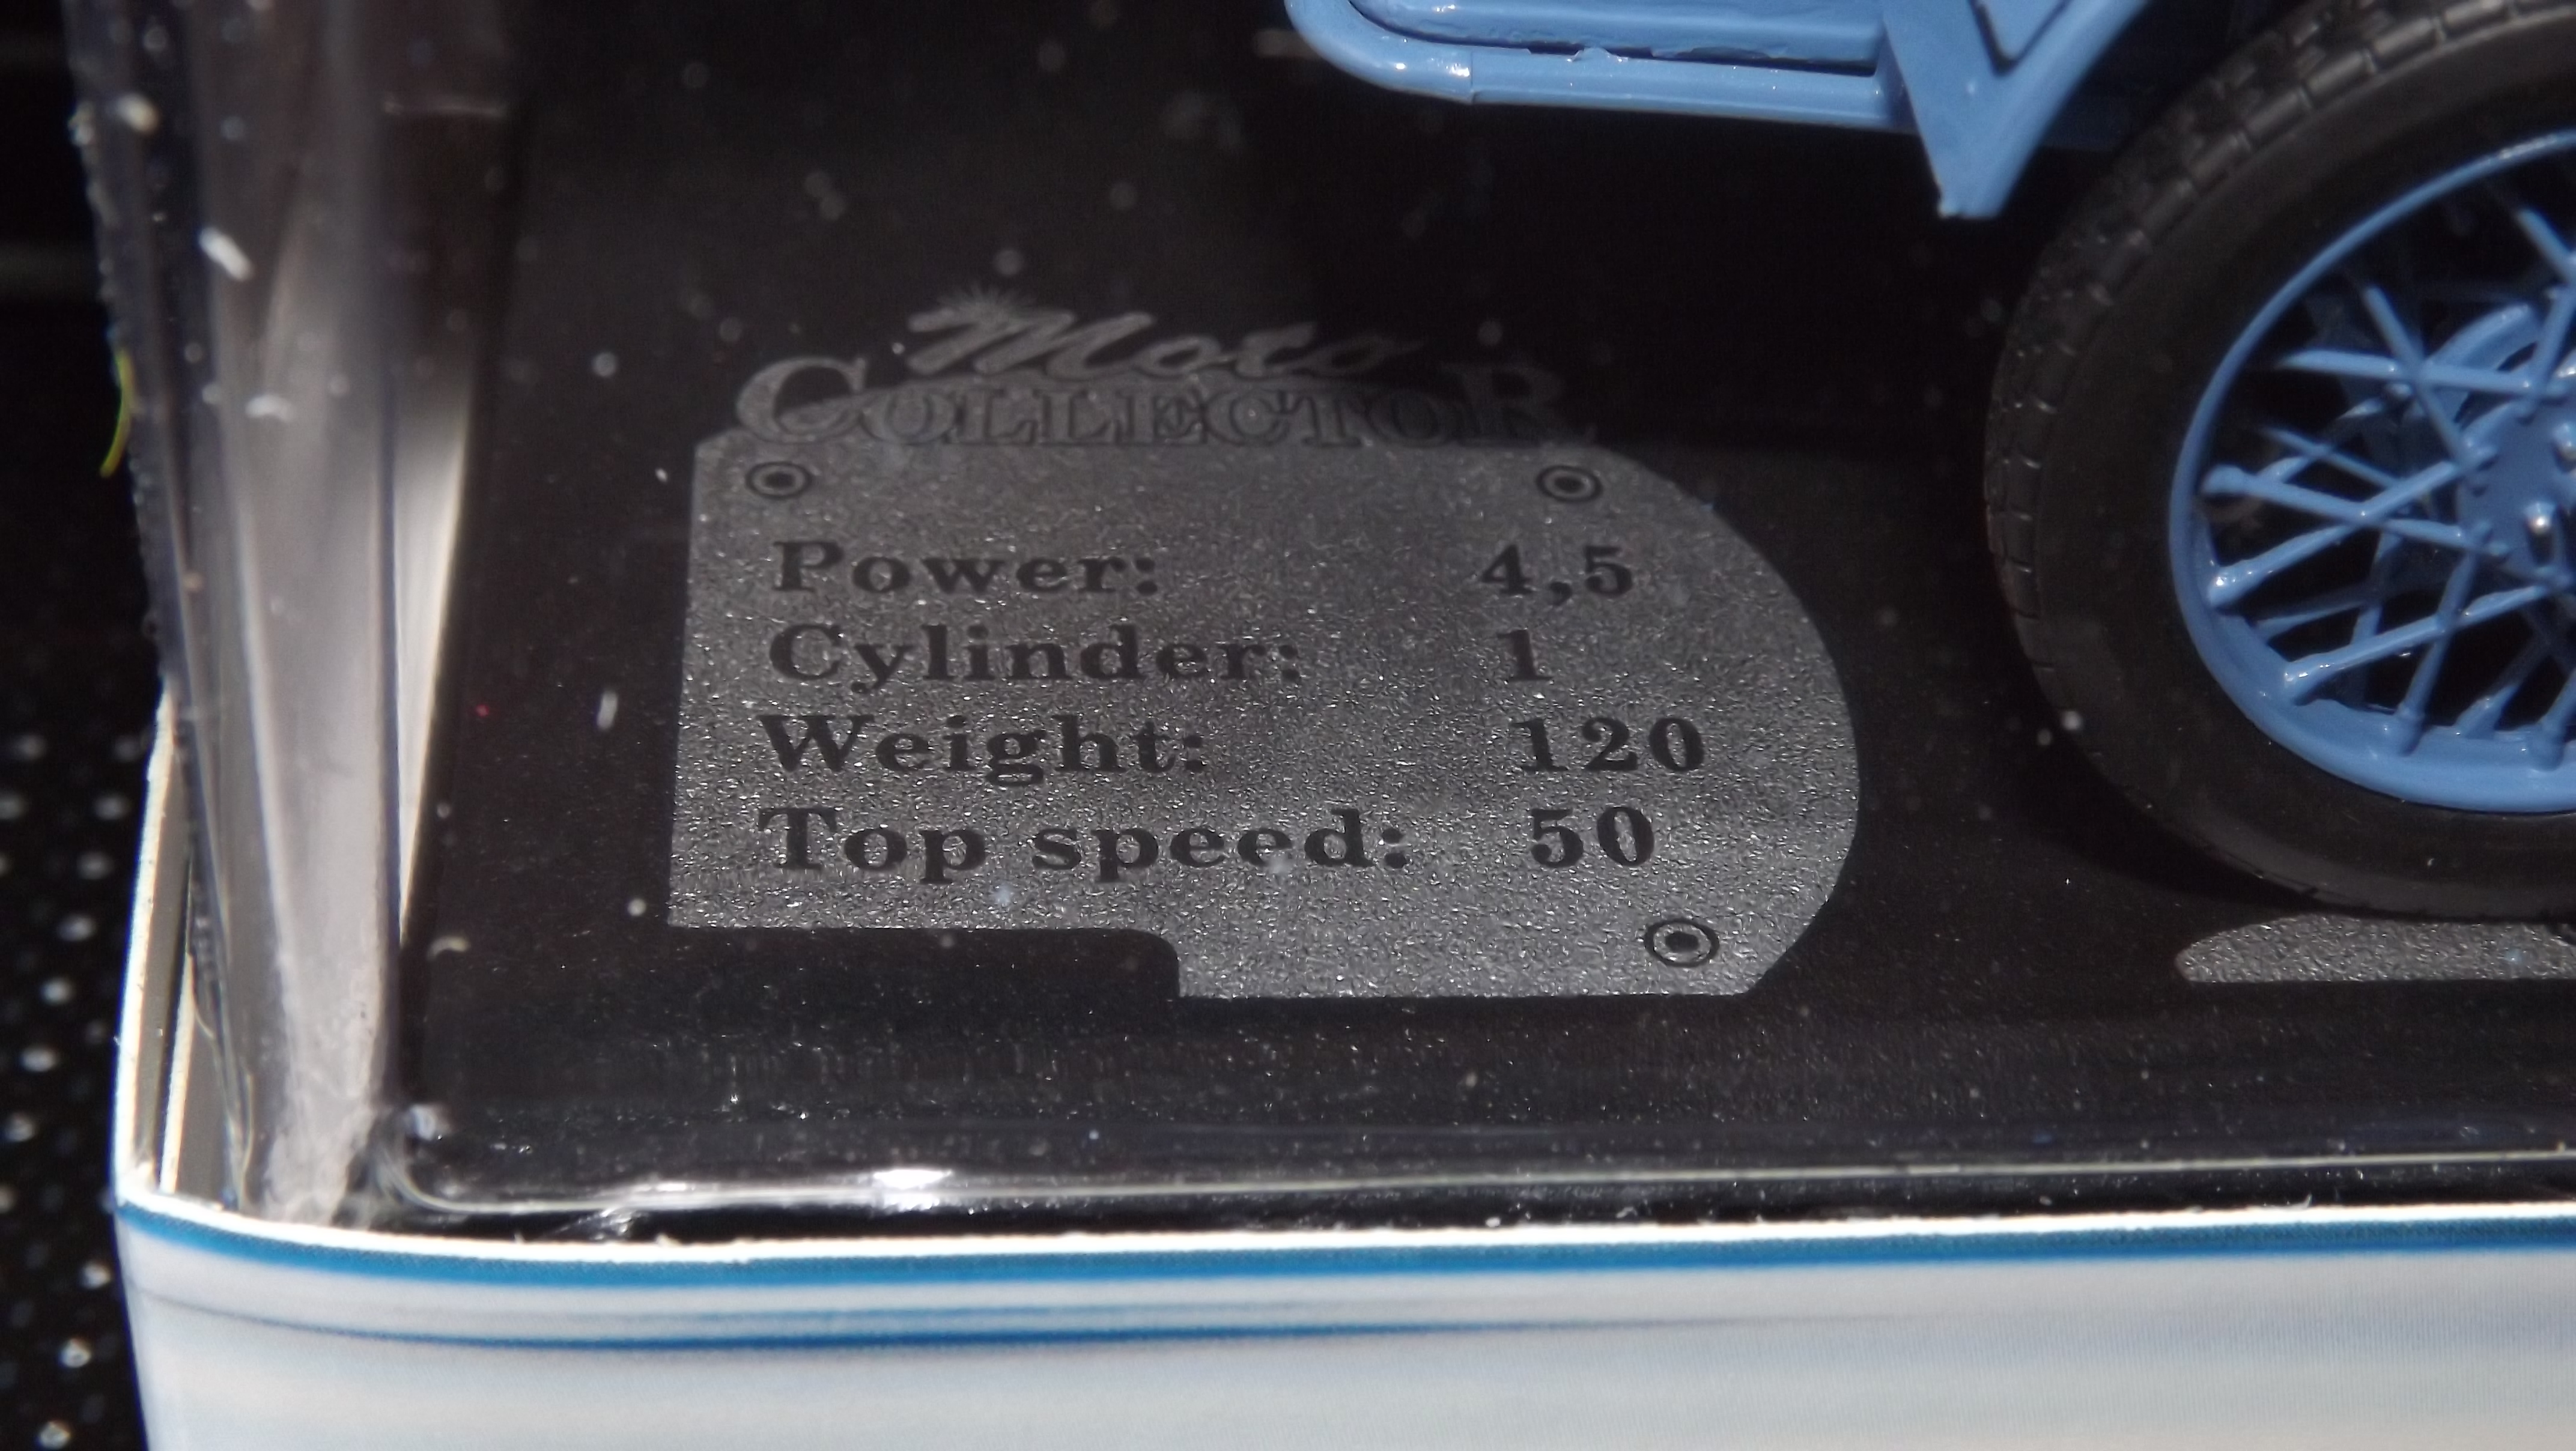 Moto
COLLECTOR
Power: 4,5
Cylinder: 1
Weight: 120
Top speed: 50